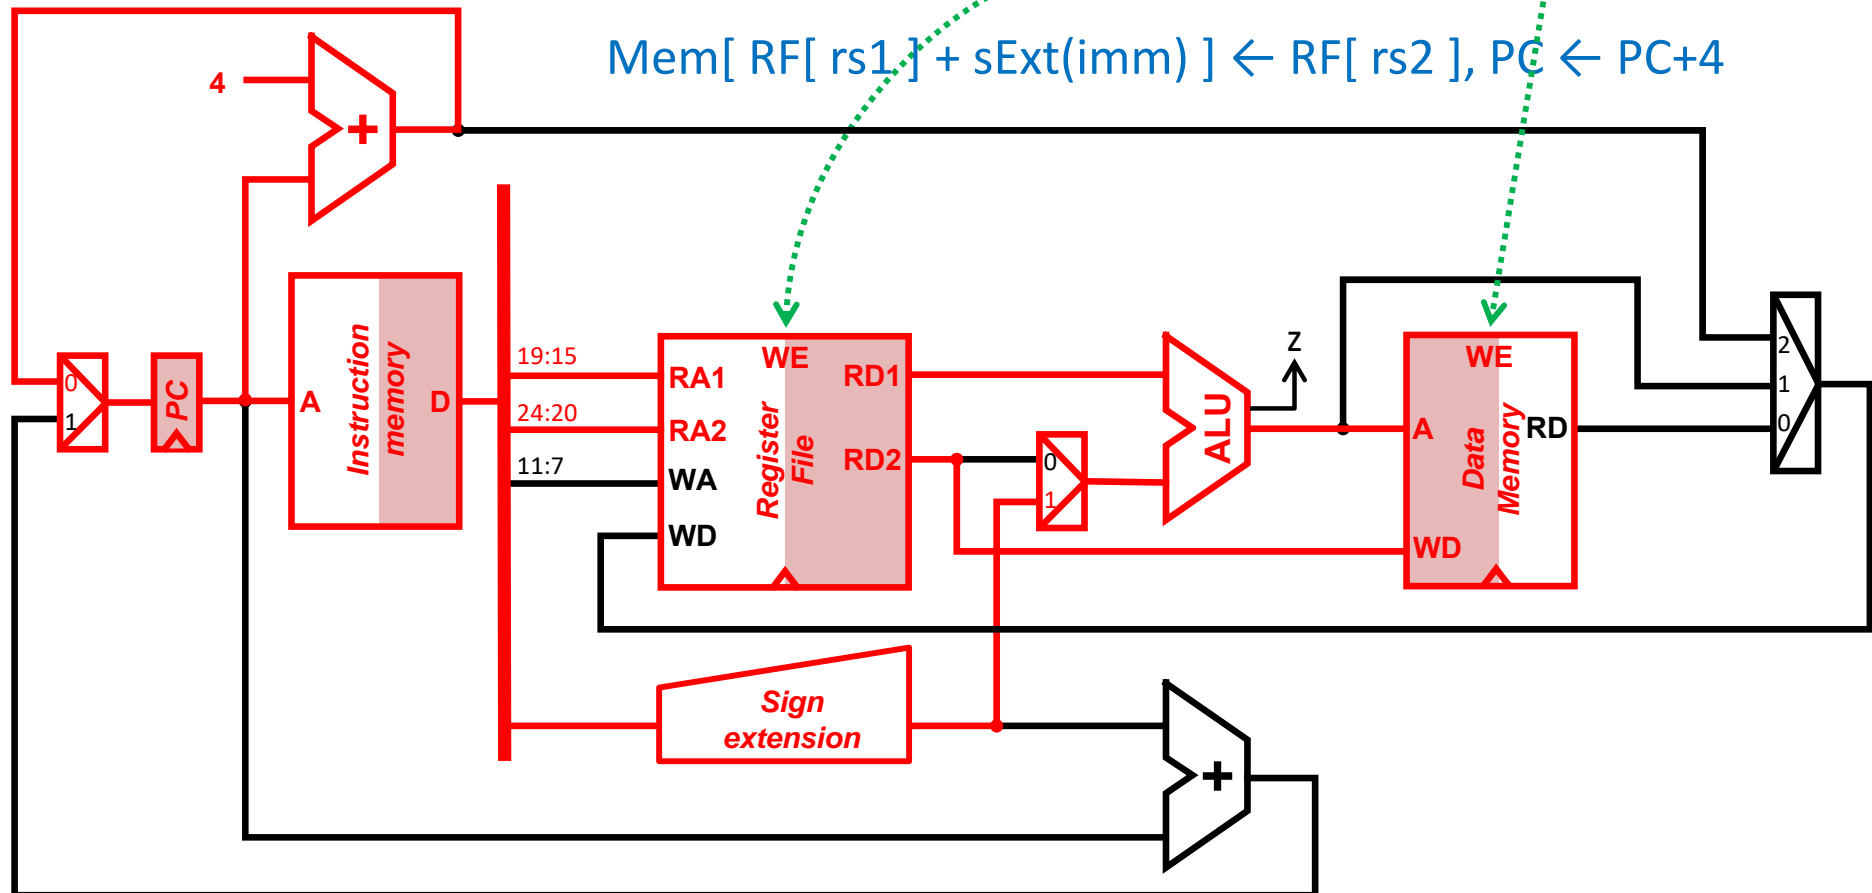 Mem[ RF[ rs1 ] + sExt(imm) ] ← RF[ rs2 ], PC ← PC+4
4
+
0
1
PC
A
Instruction
memory
D
19:15
24:20
11:7
RA1
RA2
WA
WD
WE
Register
File
RD1
RD2
0
1
ALU
Z
A
WD
WE
Data
Memory
RD
2
1
0
Sign
extension
+